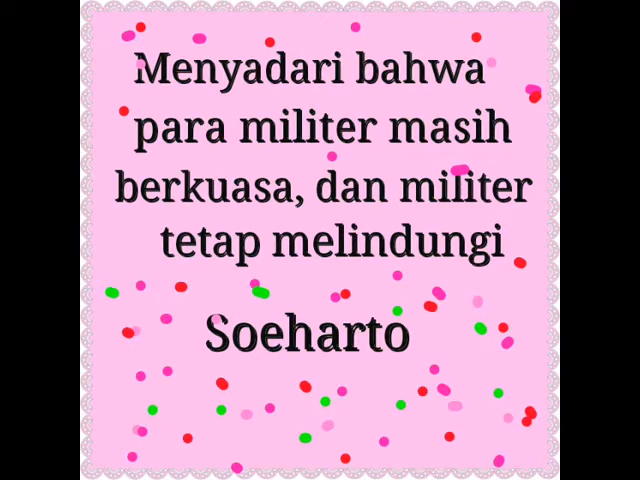 Menyadari bahwa
para militer masih
berkuasa, dan militer
tetap melindungi
Soeharto